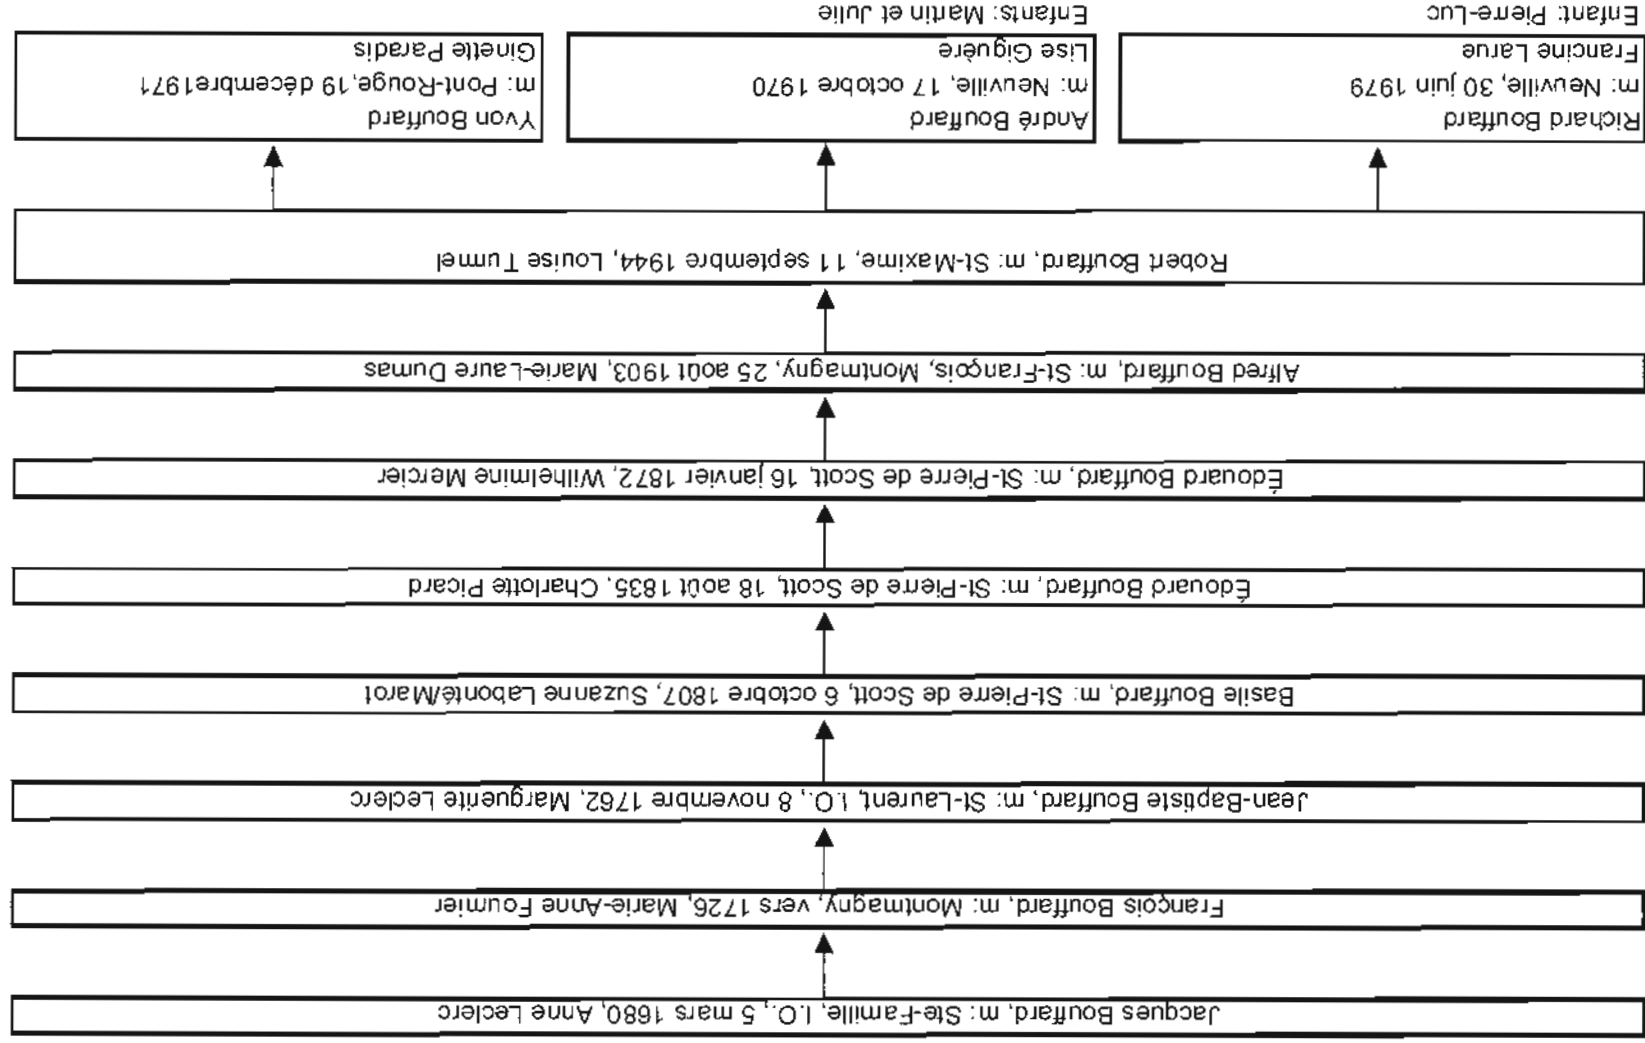 Jacques Bouffard, m: Ste-Famille, I.O., 5 mars 1680, Anne Leclerc
François Bouffard, m: Montmagny, vers 1726, Marie-Anne Fournier
Jean-Baptiste Bouffard, m: St-Laurent, I.O., 8 novembre 1762, Marguerite Leclerc
Basile Bouffard, m: St-Pierre de Scott, 6 octobre 1807, Suzanne Labonté/Marot
Édouard Bouffard, m: St-Pierre de Scott, 18 août 1835, Charlotte Picard
Édouard Bouffard, m: St-Pierre de Scott, 16 janvier 1872, Wilhelmine Mercier
Alfred Bouffard, m: St-François, Montmagny, 25 août 1903, Marie-Laure Dumas
Robert Bouffard, m: St-Maxime, 11 septembre 1944, Louise Turmel
Richard Bouffard
m: Neuville, 30 juin 1979
Francine Larue
Enfant: Pierre-Luc
André Bouffard
m: Neuville, 17 octobre 1970
Lise Giguère
Enfants: Martin et Julie
Yvon Bouffard
m: Pont-Rouge, 19 décembre1971
Ginette Paradis